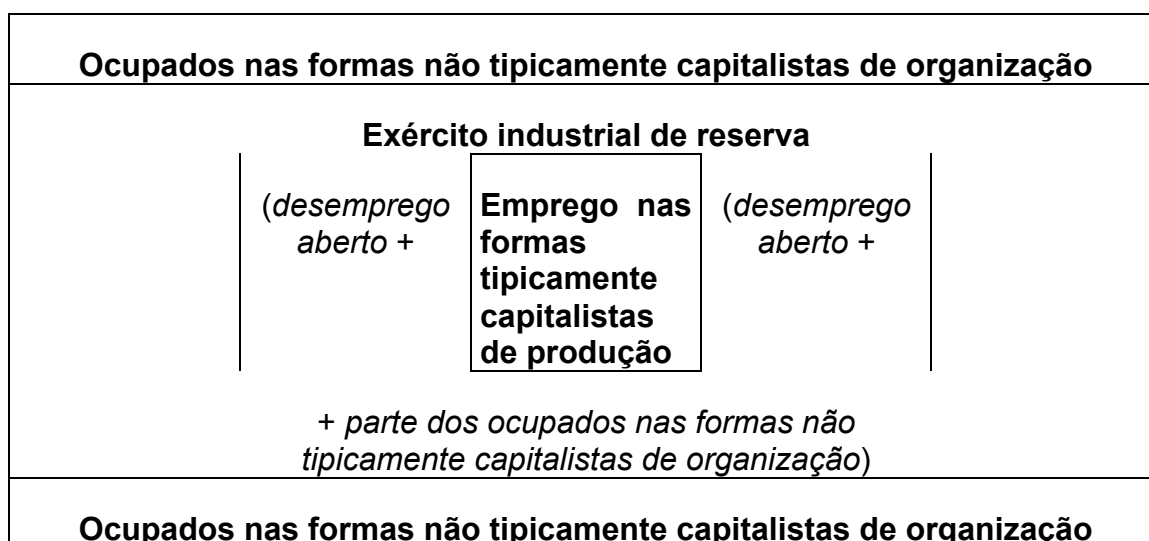 Ocupados nas formas não tipicamente capitalistas de organização
Exército industrial de reserva
(desemprego
aberto +
Emprego nas
formas
tipicamente
capitalistas
de produção
(desemprego
aberto +
+ parte dos ocupados nas formas não
tipicamente capitalistas de organização)
Ocupados nas formas não tipicamente capitalistas de organização